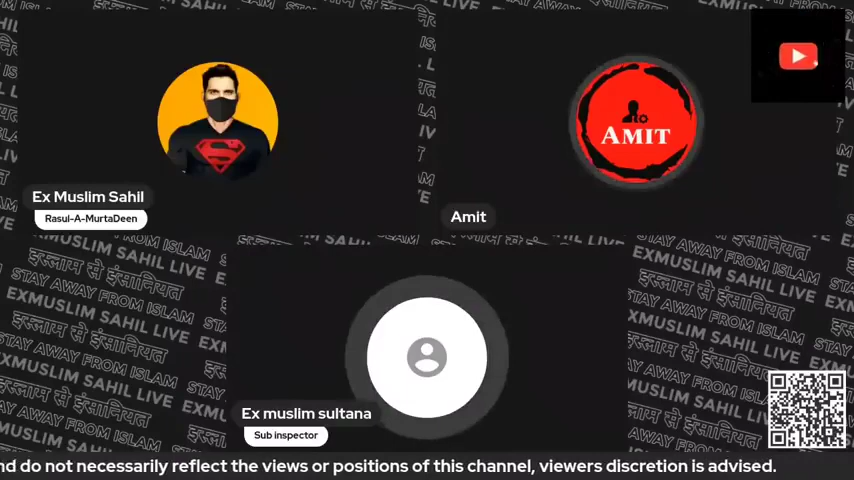 Ex Muslim Sahil
Rasul-A-MurtaDeen
AMIT
Amit
Ex muslim sultana
Sub inspector
EXMUSLIM SAHIL LIVE
STAY AWAY FROM ISLAM
इस्लाम से इंसानियत
nd do not necessarily reflect the views or positions of this channel, viewers discretion is advised.